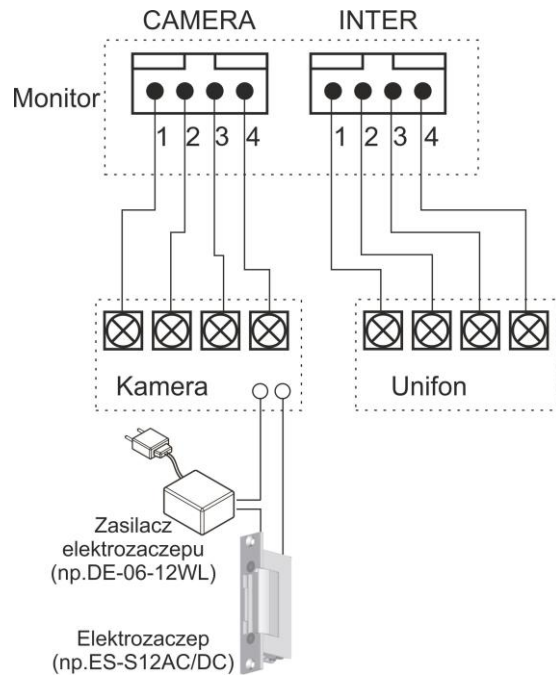 CAMERA INTER
Monitor
1 2 3 4 1 2 3 4
Kamera Unifon
Zasilacz
elektrozaczepu
(np.DE-06-12WL)
Elektrozaczep
(np.ES-S12AC/DC)